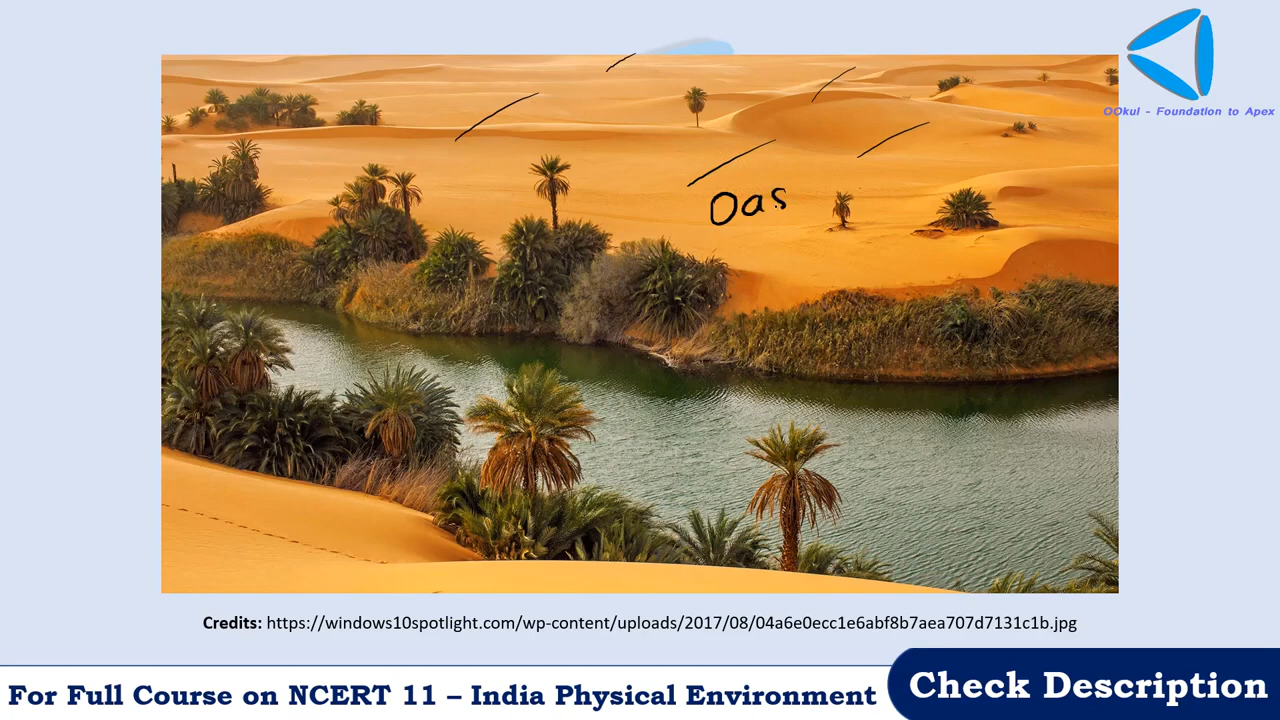 OOkul - Foundation to Apex
Oas
Credits: https://windows10spotlight.com/wp-content/uploads/2017/08/04a6e0ecc1e6abf8b7aea707d7131c1b.jpg
For Full Course on NCERT 11 – India Physical Environment
Check Description